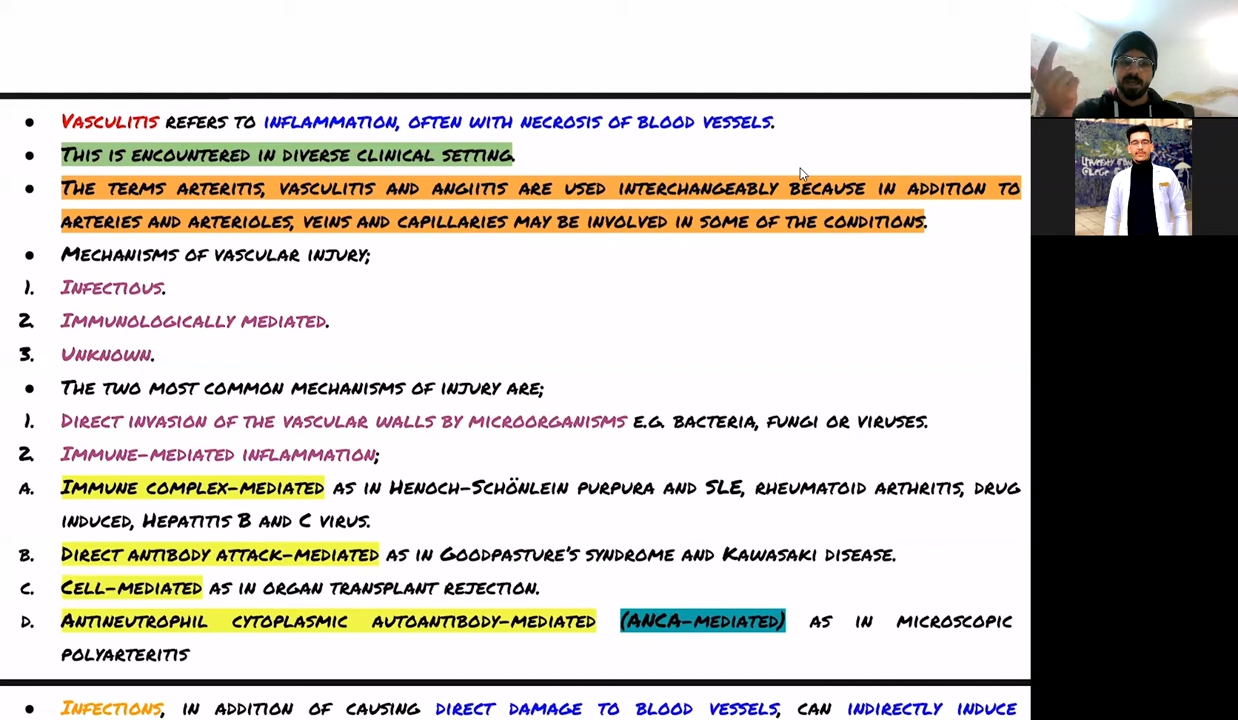 • Vasculitis refers to inflammation, often with necrosis of blood vessels.
• This is encountered in diverse clinical setting.
• The terms arteritis, vasculitis and angiitis are used interchangeably because in addition to
arteries and arterioles, veins and capillaries may be involved in some of the conditions.
• Mechanisms of vascular injury;
1. Infectious.
2. Immunologically mediated.
3. Unknown.
• The two most common mechanisms of injury are;
1. Direct invasion of the vascular walls by microorganisms e.g. bacteria, fungi or viruses.
2. Immune-mediated inflammation;
A. Immune complex-mediated as in Henoch-Schönlein purpura and SLE, rheumatoid arthritis, drug
induced, Hepatitis B and C virus.
B. Direct antibody attack-mediated as in Goodpasture's syndrome and Kawasaki disease.
C. Cell-mediated as in organ transplant rejection.
D. Antineutrophil cytoplasmic autoantibody-mediated (ANCA-mediated) as in microscopic
polyarteritis
• Infections, in addition of causing direct damage to blood vessels, can indirectly induce